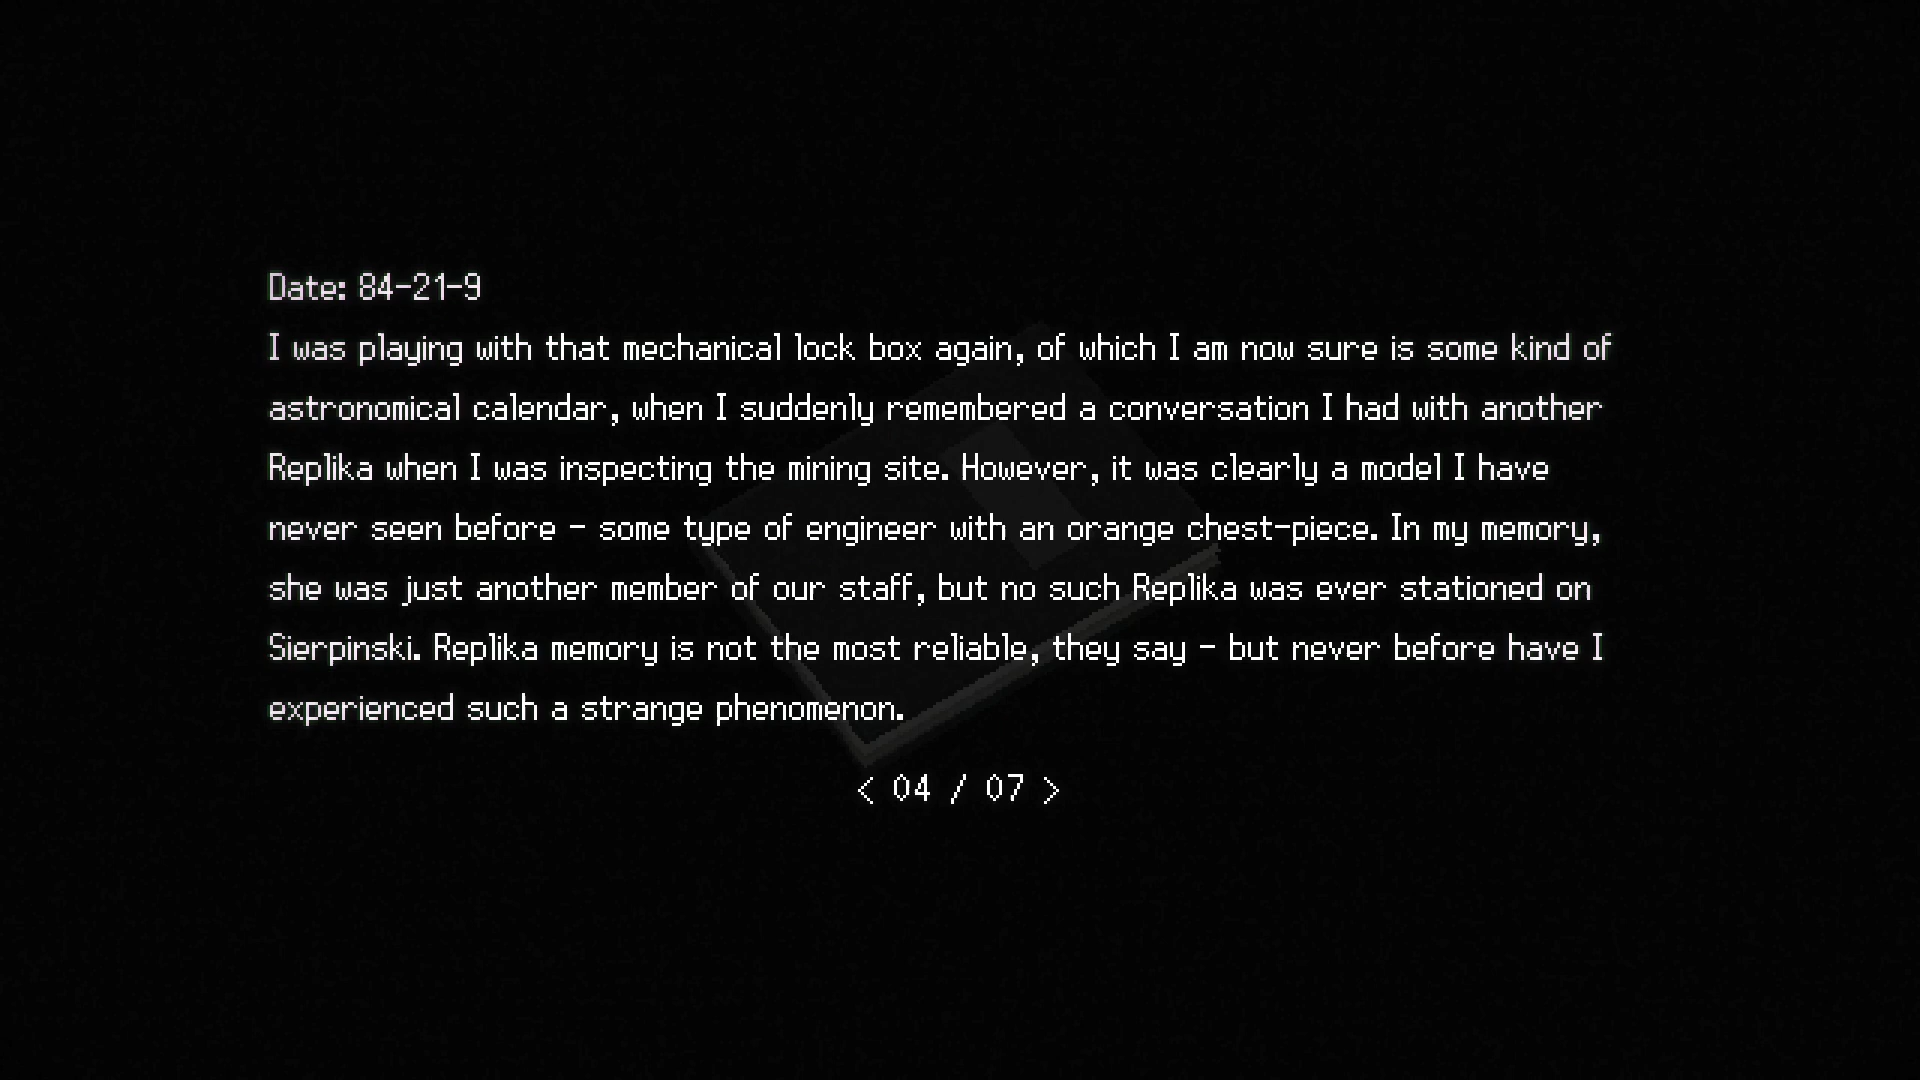 Date: 84-21-9
I was playing with that mechanical lock box again, of which I am now sure is some kind of
astronomical calendar, when I suddenly remembered a conversation I had with another
Replika when I was inspecting the mining site. However, it was clearly a model I have
never seen before - some type of engineer with an orange chest-piece. In my memory,
she was just another member of our staff, but no such Replika was ever stationed on
Sierpinski. Replika memory is not the most reliable, they say - but never before have I
experienced such a strange phenomenon.
< 04 / 07 >